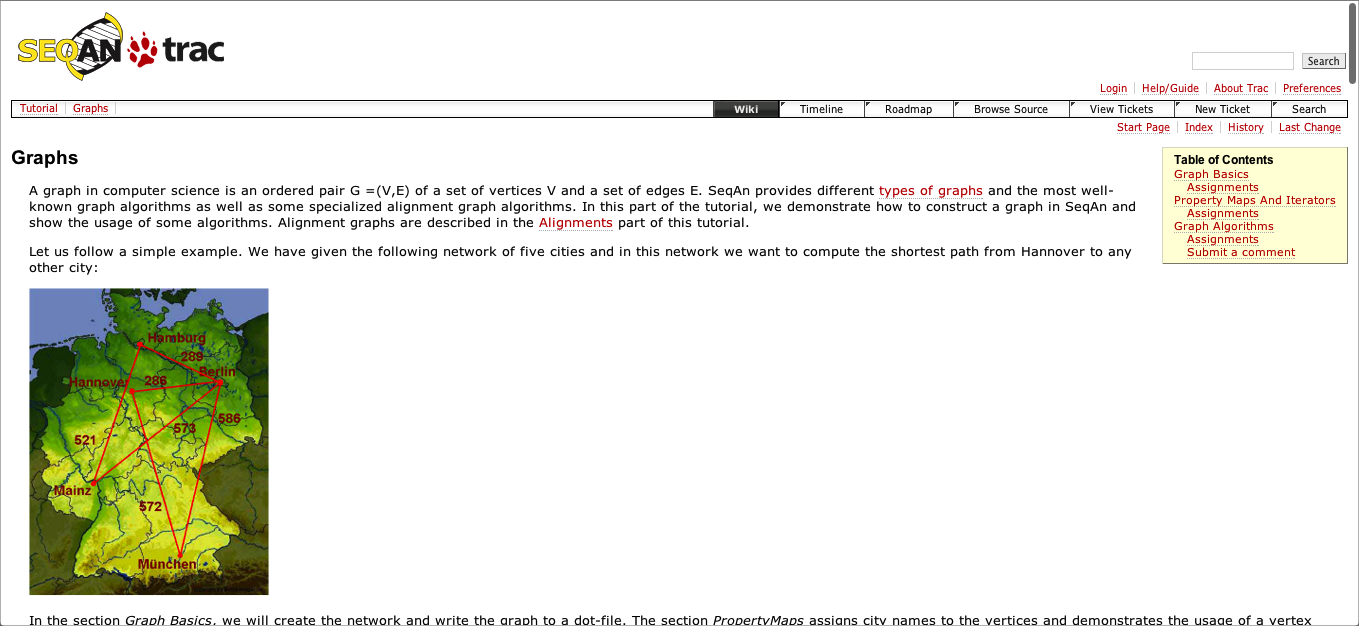 SEQAN trac
Search
Login Help/Guide About Trac Preferences
Tutorial Graphs Wiki Timeline Roadmap Browse Source View Tickets New Ticket Search
Start Page Index History Last Change
Graphs
A graph in computer science is an ordered pair G =(V,E) of a set of vertices V and a set of edges E. SeqAn provides different types of graphs and the most well-
known graph algorithms as well as some specialized alignment graph algorithms. In this part of the tutorial, we demonstrate how to construct a graph in SeqAn and
show the usage of some algorithms. Alignment graphs are described in the Alignments part of this tutorial.
Let us follow a simple example. We have given the following network of five cities and in this network we want to compute the shortest path from Hannover to any
other city:
Table of Contents
Graph Basics
Assignments
Property Maps And Iterators
Assignments
Graph Algorithms
Assignments
Submit a comment
Hamburg
289
Berlin
Hannover 286
586
573
521
Mainz
572
München
In the section Graph Basics, we will create the network and write the graph to a dot-file. The section PropertyMaps assigns city names to the vertices and demonstrates the usage of a vertex